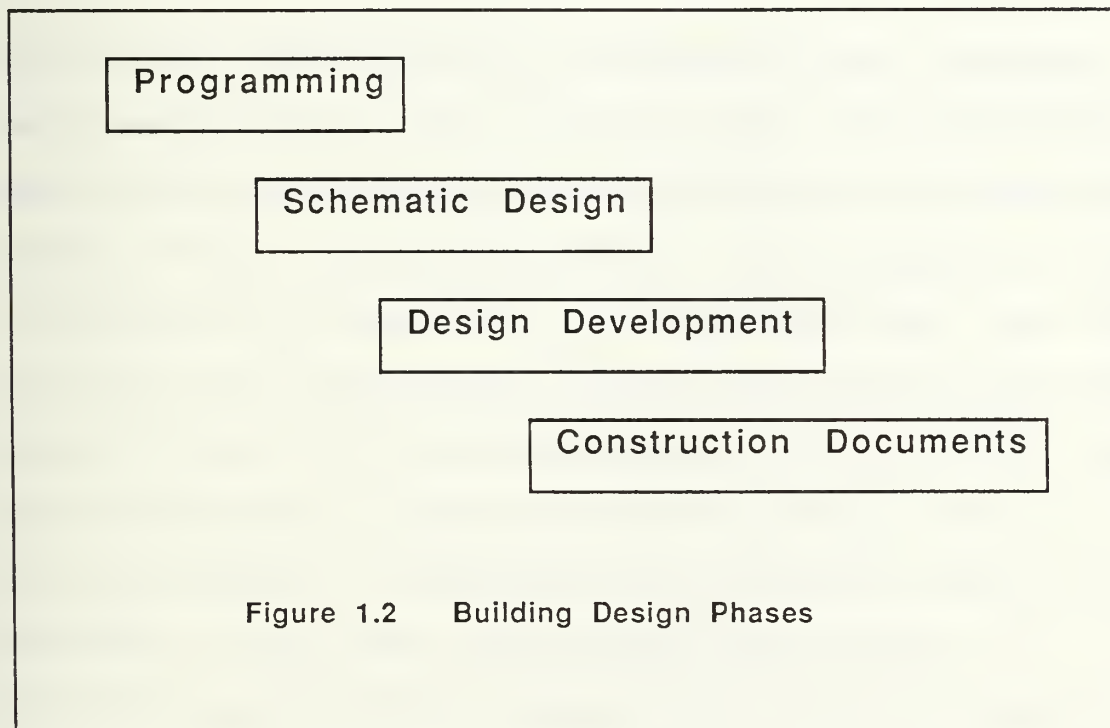 Programming
Schematic Design
Design Development
Construction Documents
Figure 1.2 Building Design Phases